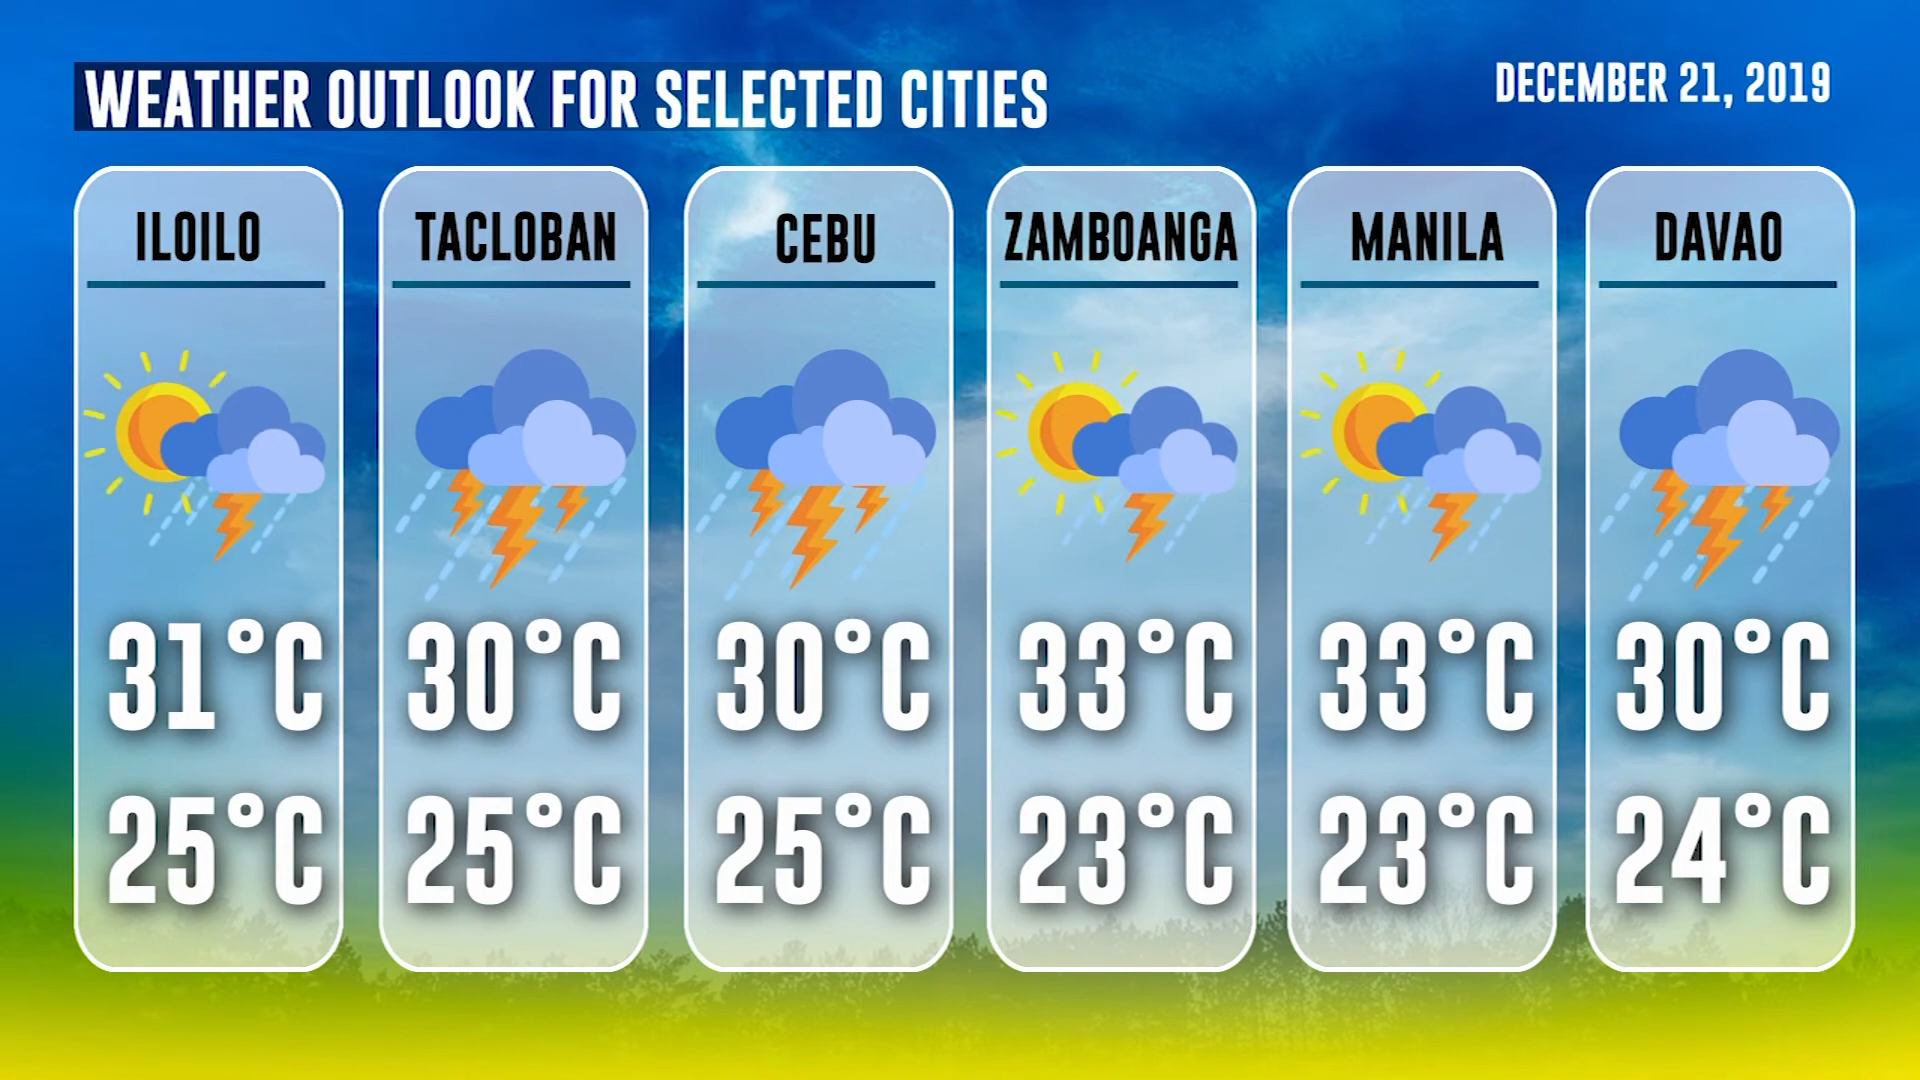 WEATHER OUTLOOK FOR SELECTED CITIES
DECEMBER 21, 2019
ILOILO
31°C
25°C
TACLOBAN
30°C
25°C
CEBU
30°C
25°C
ZAMBOANGA
33°C
23°C
MANILA
33°C
23°C
DAVAO
30°C
24°C